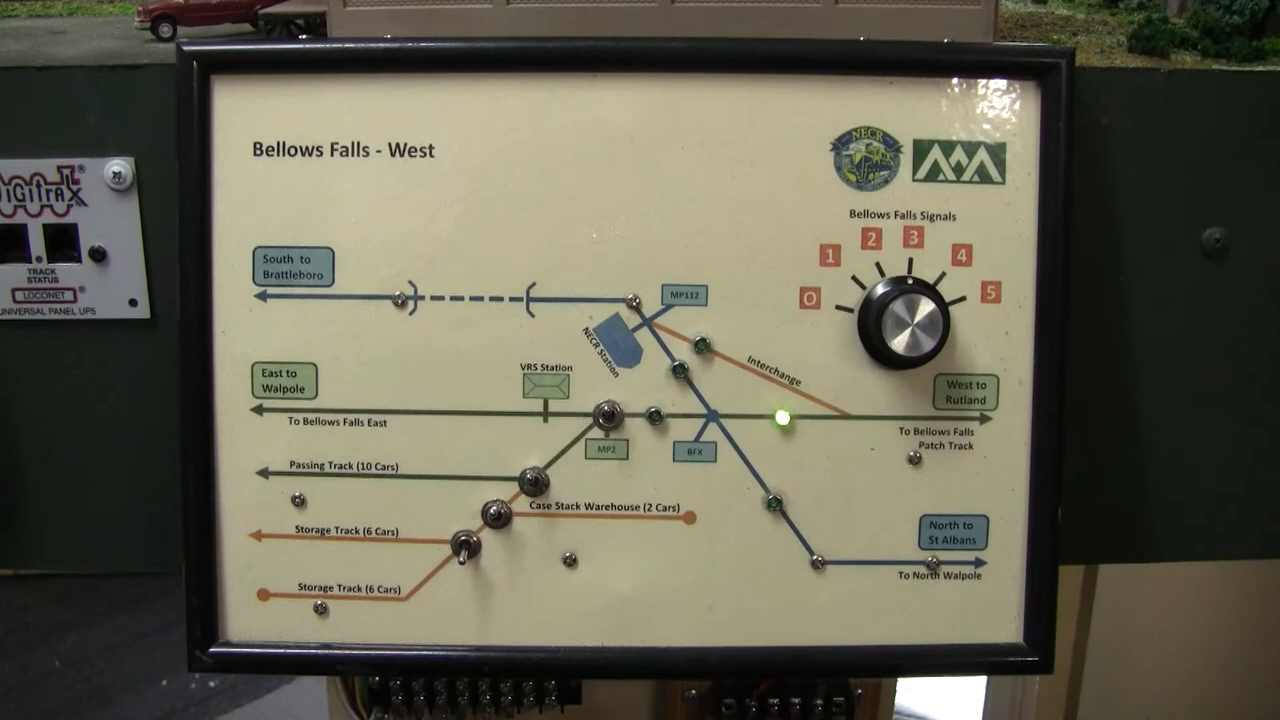 Bellows Falls - West
NECR
DIGITRAX
TRACK
STATUS
LOCONET
UNIVERSAL PANEL UP5
Bellows Falls Signals
0
1
2
3
4
5
South to
Brattleboro
MP112
NECR Station
Interchange
East to
Walpole
VRS Station
West to
Rutland
To Bellows Falls East
MP2
BFX
To Bellows Falls
Patch Track
Passing Track (10 Cars)
Case Stack Warehouse (2 Cars)
Storage Track (6 Cars)
North to
St Albans
To North Walpole
Storage Track (6 Cars)